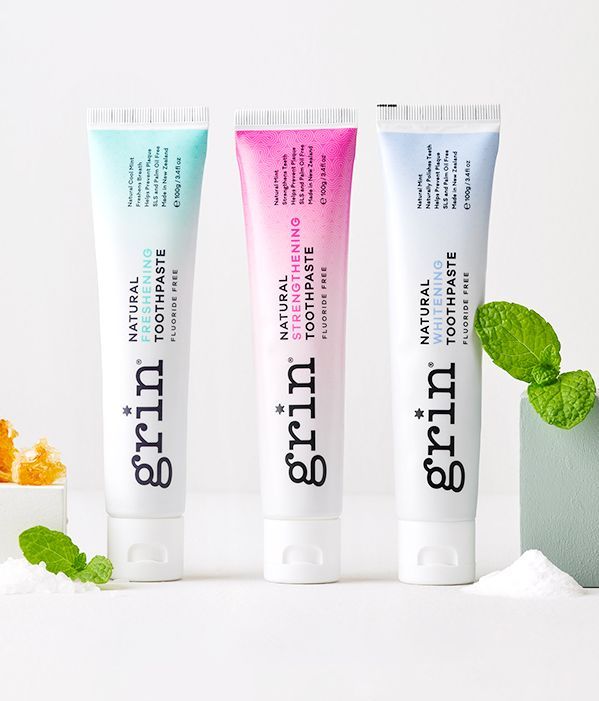 Natural Cool Mint
Freshens Breath
Helps Prevent Plaque
SLS and Palm Oil Free
Made in New Zealand
℮ 100g/3.4fl oz
NATURAL
FRESHENING
TOOTHPASTE
FLUORIDE FREE
grin®
Natural Mint
Strengthens Teeth
Helps Prevent Plaque
SLS and Palm Oil Free
Made in New Zealand
℮ 100g/3.4fl oz
NATURAL
STRENGTHENING
TOOTHPASTE
FLUORIDE FREE
grin®
Natural Mint
Naturally Polishes Teeth
Helps Prevent Plaque
SLS and Palm Oil Free
Made in New Zealand
℮ 100g/3.4fl oz
NATURAL
WHITENING
TOOTHPASTE
FLUORIDE FREE
grin®